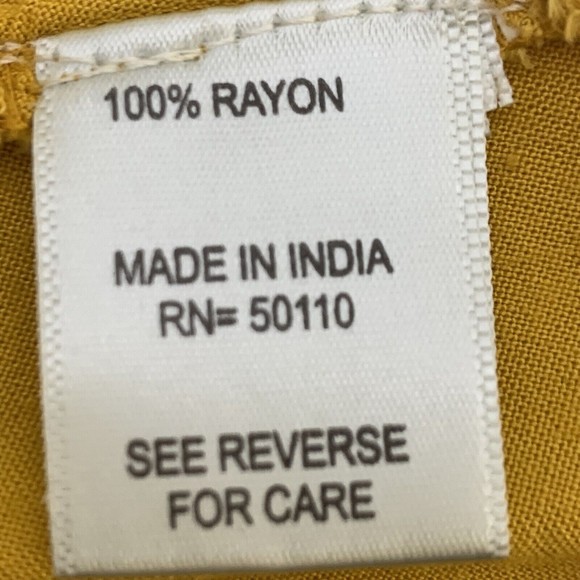 100% RAYON
MADE IN INDIA
RN= 50110
SEE REVERSE
FOR CARE